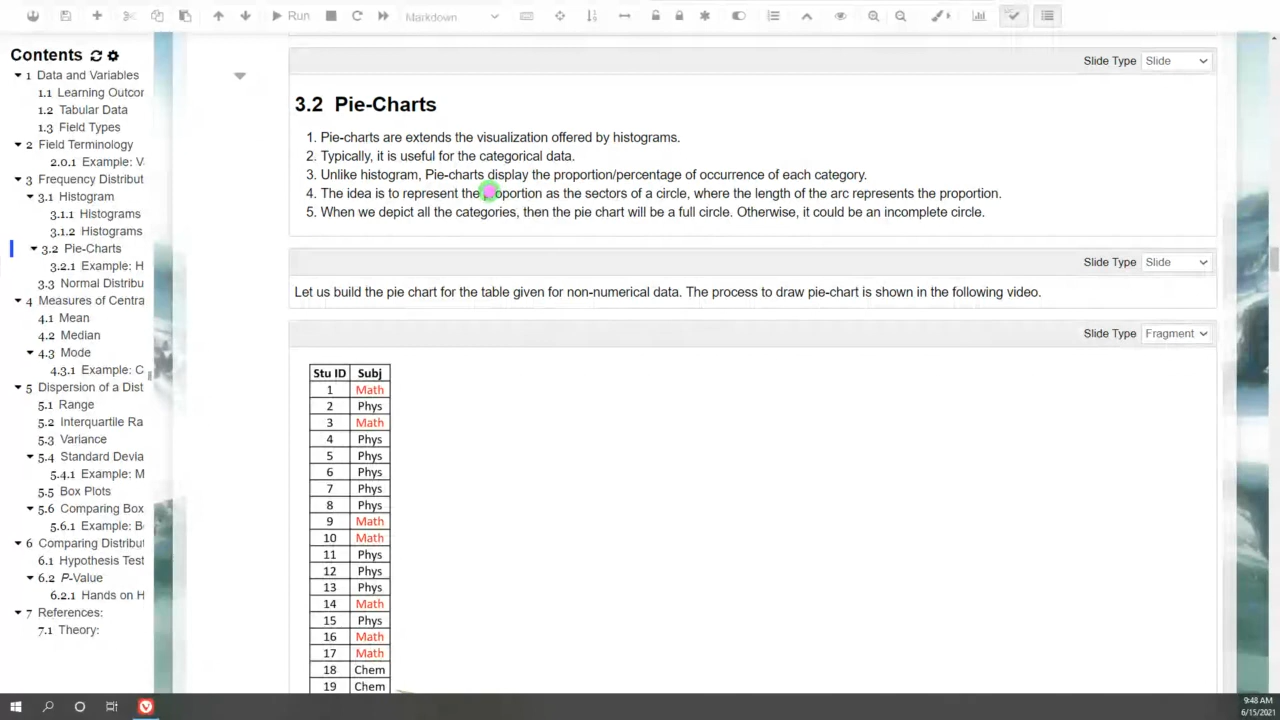 Run
Markdown
Contents
1 Data and Variables
1.1 Learning Outcor
1.2 Tabular Data
1.3 Field Types
2 Field Terminology
2.0.1 Example: V
3 Frequency Distribut
3.1 Histogram
3.1.1 Histograms
3.1.2 Histograms
3.2 Pie-Charts
3.2.1 Example: H
3.3 Normal Distribu
4 Measures of Centra
4.1 Mean
4.2 Median
4.3 Mode
4.3.1 Example: C
5 Dispersion of a Dist
5.1 Range
5.2 Interquartile Ra
5.3 Variance
5.4 Standard Devia
5.4.1 Example: M
5.5 Box Plots
5.6 Comparing Box
5.6.1 Example: B
6 Comparing Distribut
6.1 Hypothesis Test
6.2 P-Value
6.2.1 Hands on H
7 References:
7.1 Theory:
Slide Type Slide
3.2 Pie-Charts
1. Pie-charts are extends the visualization offered by histograms.
2. Typically, it is useful for the categorical data.
3. Unlike histogram, Pie-charts display the proportion/percentage of occurrence of each category.
4. The idea is to represent the proportion as the sectors of a circle, where the length of the arc represents the proportion.
5. When we depict all the categories, then the pie chart will be a full circle. Otherwise, it could be an incomplete circle.
Slide Type Slide
Let us build the pie chart for the table given for non-numerical data. The process to draw pie-chart is shown in the following video.
Slide Type Fragment
Stu ID Subj
1 Math
2 Phys
3 Math
4 Phys
5 Phys
6 Phys
7 Phys
8 Phys
9 Math
10 Math
11 Phys
12 Phys
13 Phys
14 Math
15 Phys
16 Math
17 Math
18 Chem
19 Chem
9:48 AM
6/15/2021